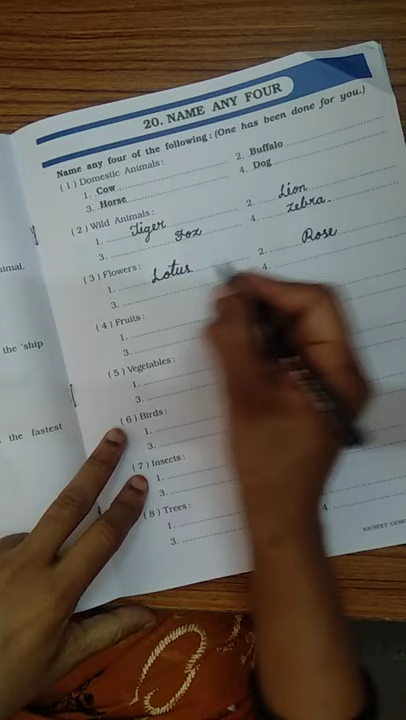 20. NAME ANY FOUR
Name any four of the following : (One has been done for you.)
( 1 ) Domestic Animals :
1. Cow
2. Buffalo
3. Horse
4. Dog
( 2 ) Wild Animals :
1. Tiger
2. Lion
3. Fox
4. Zebra
( 3 ) Flowers :
1. Lotus
2. Rose
3.
4.
( 4 ) Fruits :
1.
3.
( 5 ) Vegetables :
1.
3.
( 6 ) Birds :
1.
3.
( 7 ) Insects :
1.
3.
( 8 ) Trees :
1.
3.
4.
the 'ship
the fastest